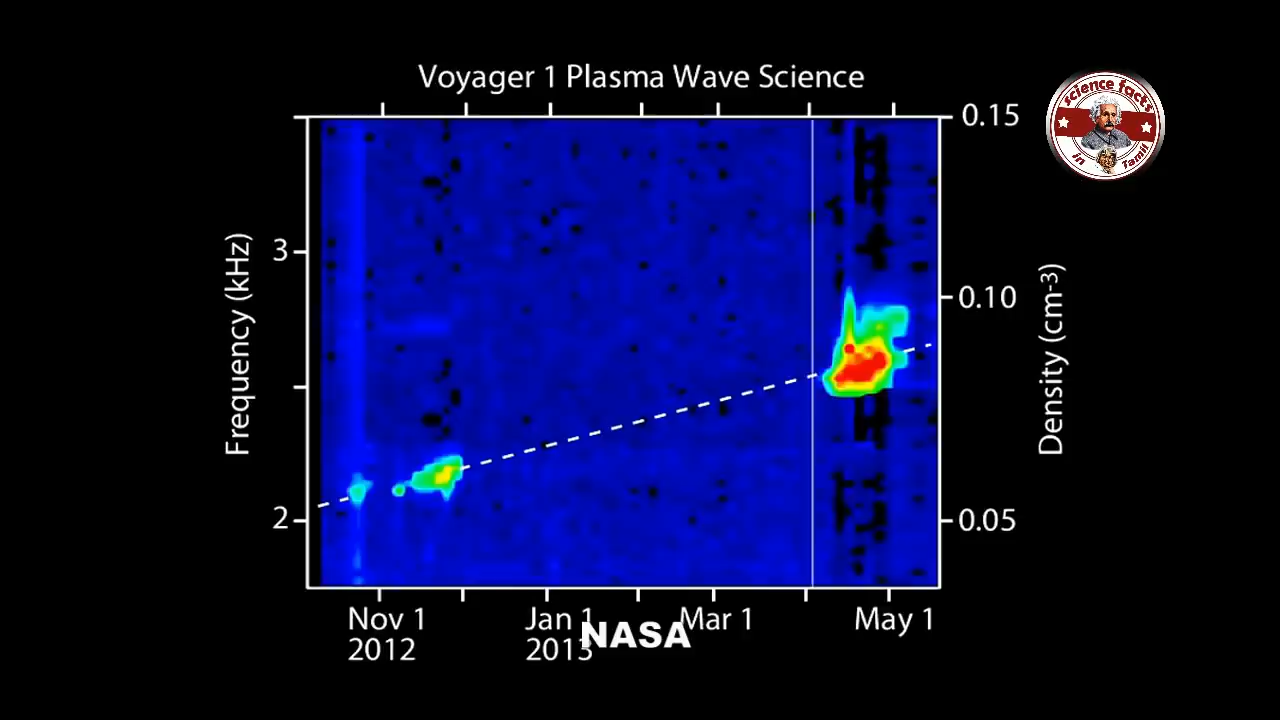 Voyager 1 Plasma Wave Science
science facts
in Tamil
0.15
3
0.10
Frequency (kHz)
Density (cm-3)
2
0.05
Nov 1
2012
Jan 1
2013
Mar 1
May 1
NASA